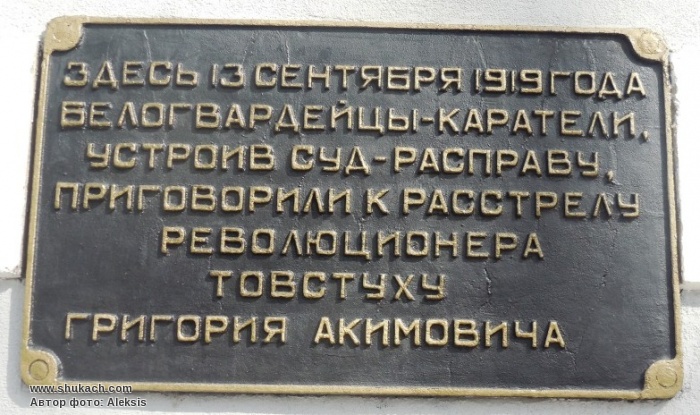 ЗДЕСЬ 13 СЕНТЯБРЯ 1919 ГОДА
БЕЛОГВАРДЕЙЦЫ-КАРАТЕЛИ,
УСТРОИВ СУД-РАСПРАВУ,
ПРИГОВОРИЛИ К РАССТРЕЛУ
РЕВОЛЮЦИОНЕРА
ТОВСТУХУ
ГРИГОРИЯ АКИМОВИЧА
www.shukach.com
Автор фото: Aleksis